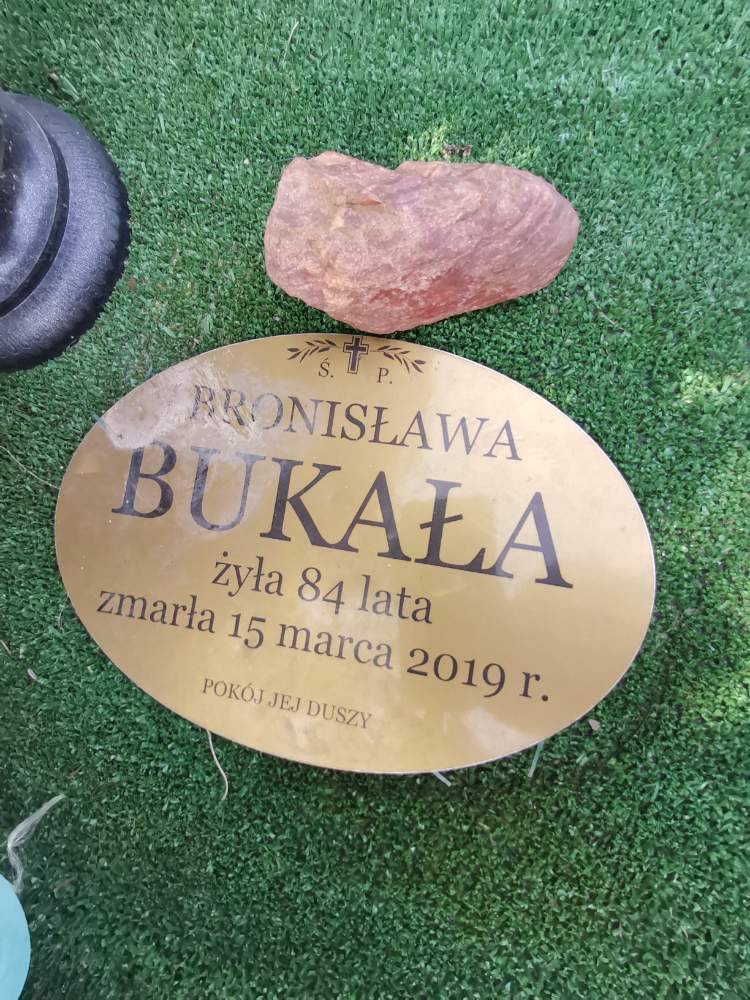 Ś. P.
BRONISŁAWA
BUKAŁA
żyła 84 lata
zmarła 15 marca 2019 r.
POKÓJ JEJ DUSZY